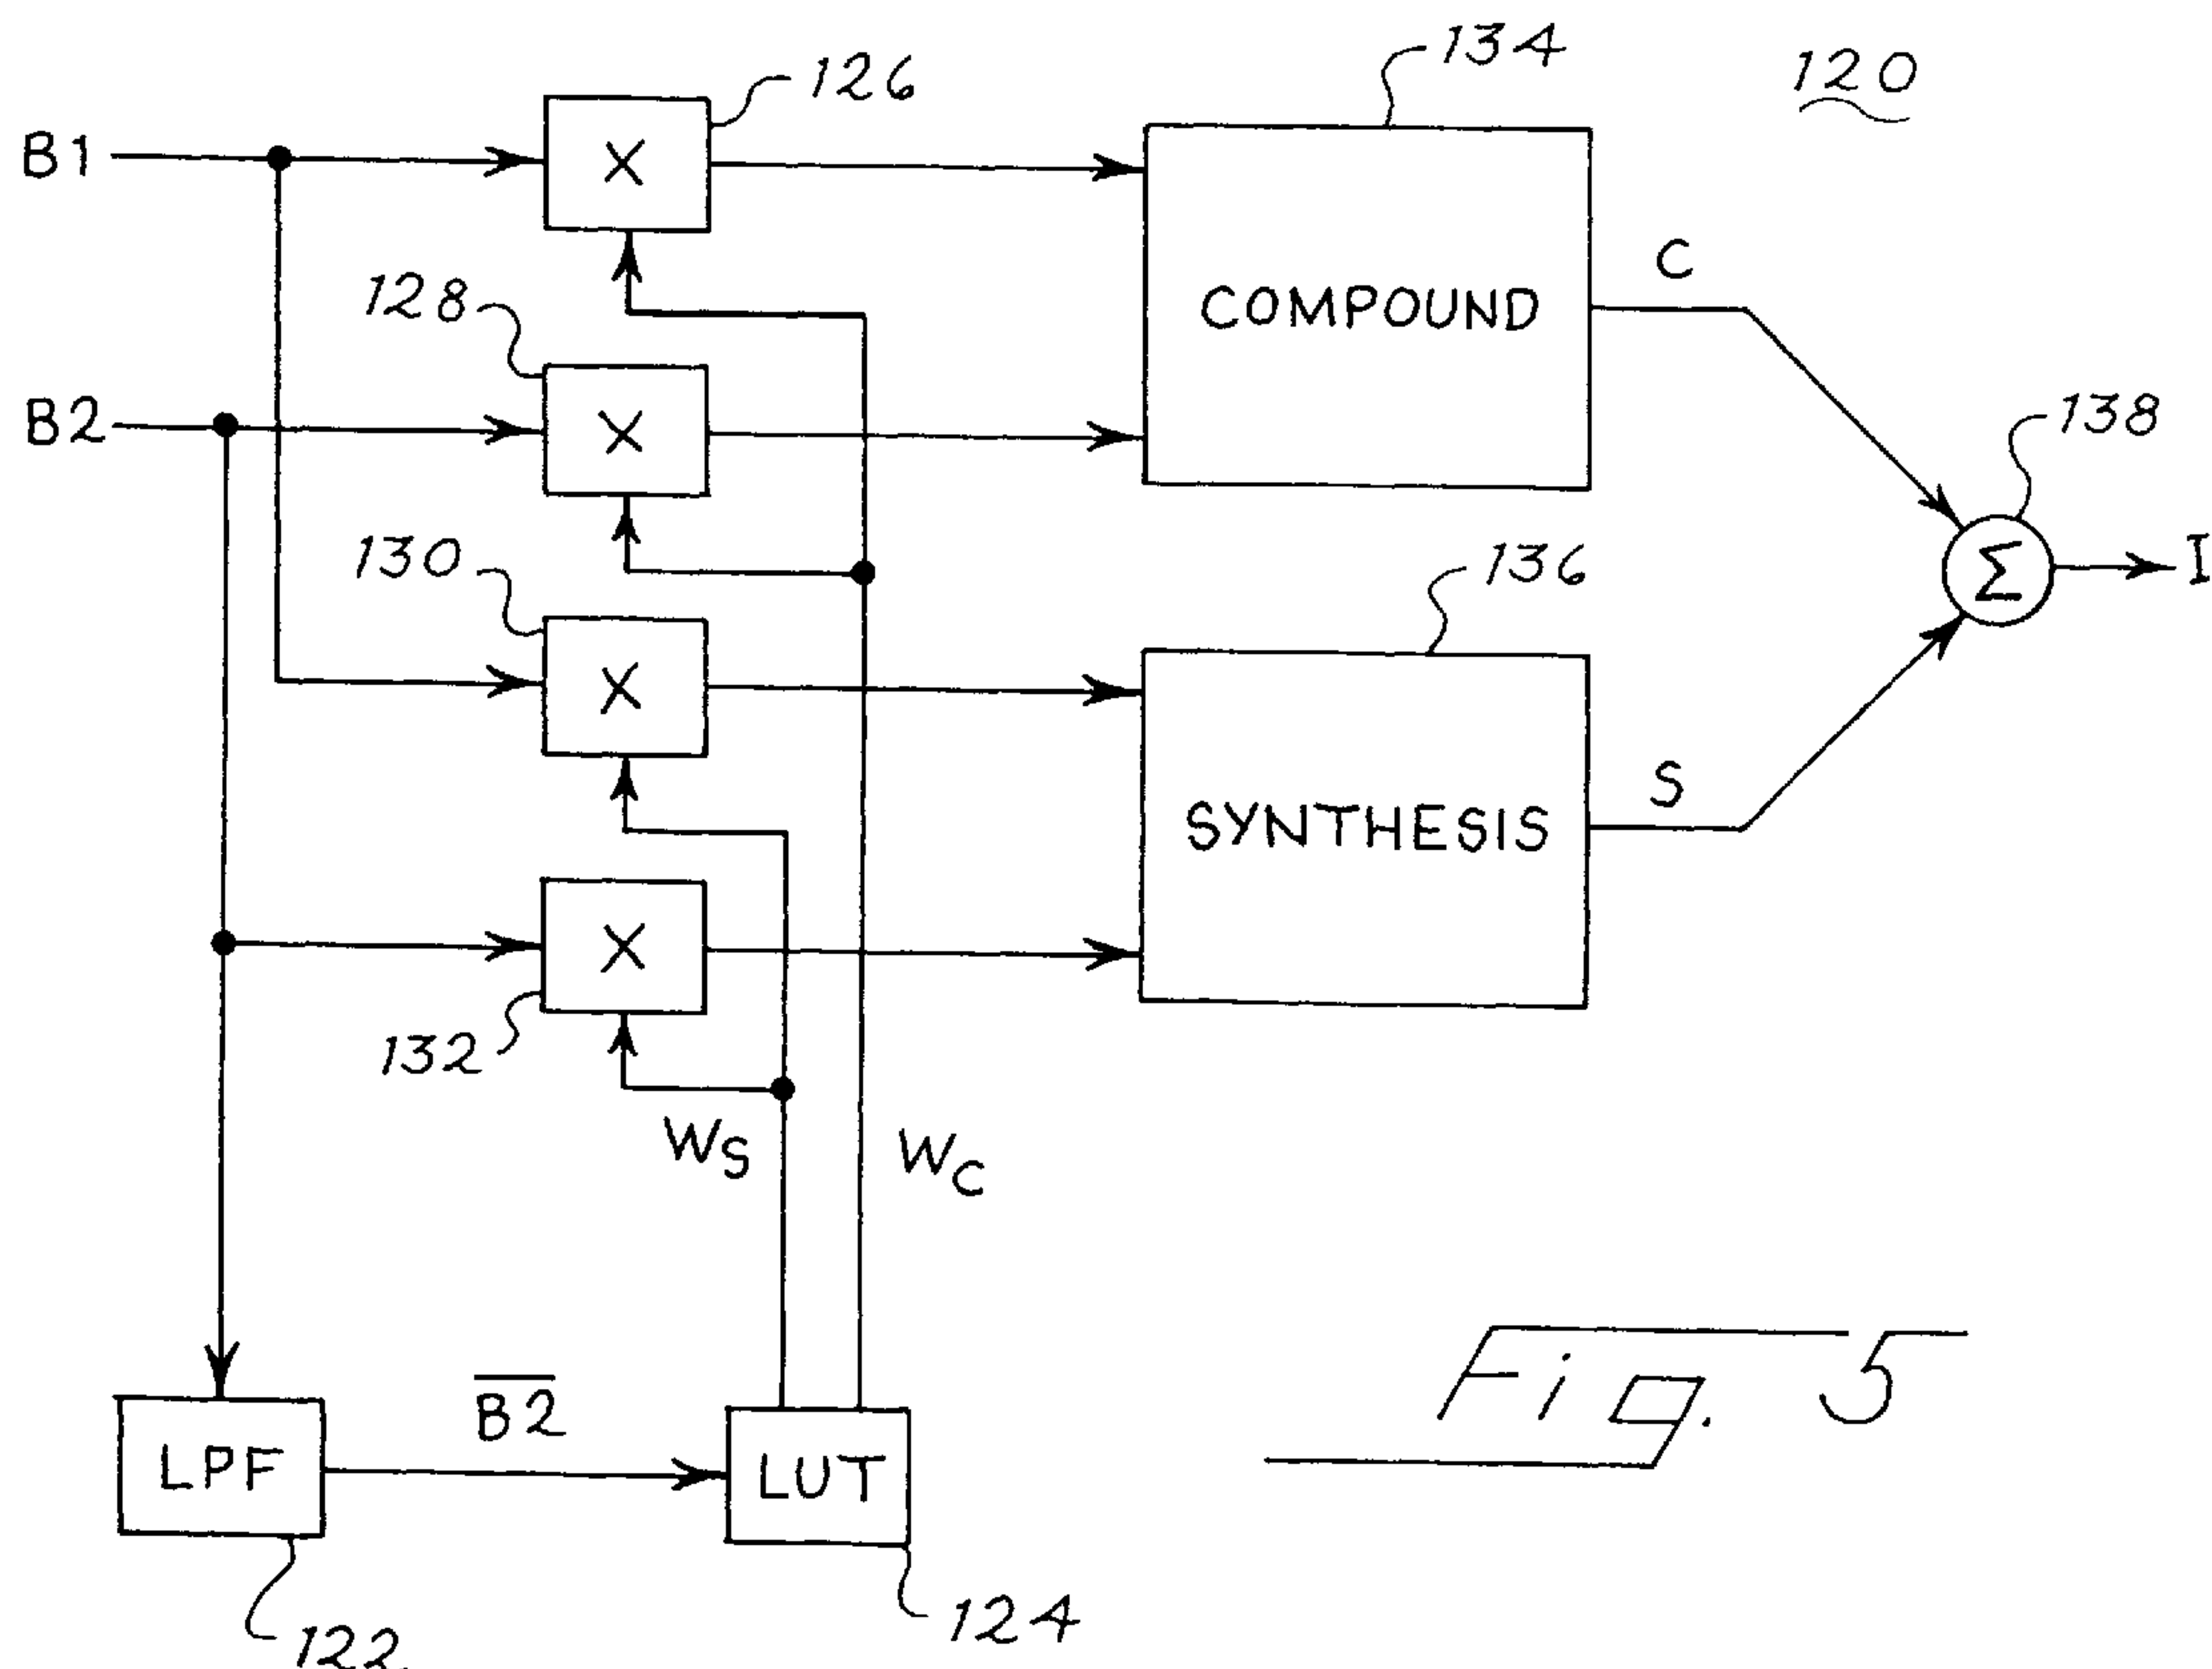 134
120
126
B1
X
C
128
COMPOUND
138
B2
X
130
136
Σ
I
X
S
SYNTHESIS
X
132
WS
WC
B2
Fig. 5
LPF
LUT
124
122